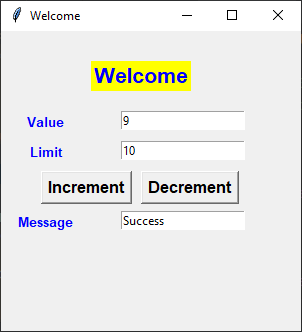 Welcome
Welcome
Value 9
Limit 10
Increment Decrement
Message Success